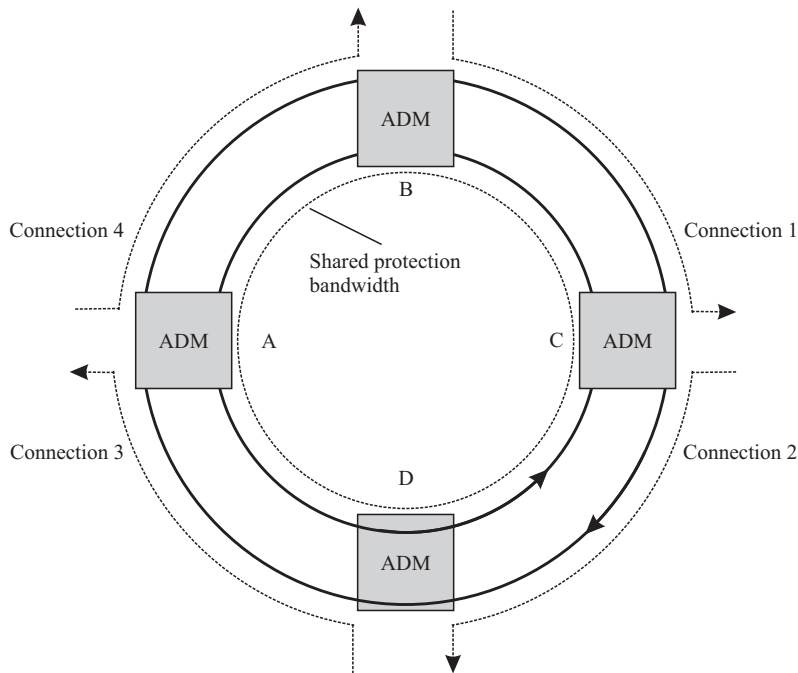 ADM
B
Connection 4
Connection 1
Shared protection
bandwidth
ADM
A
C
ADM
Connection 3
Connection 2
D
ADM